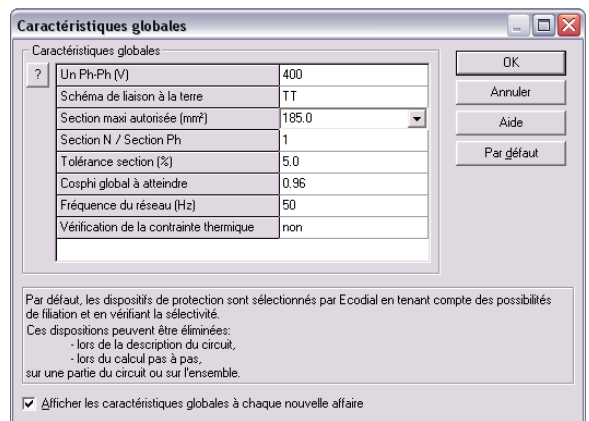 Caractéristiques globales
Caractéristiques globales
?
Un Ph-Ph (V) 400
Schéma de liaison à la terre TT
Section maxi autorisée (mm²) 185.0
Section N / Section Ph 1
Tolérance section (%) 5.0
Cosphi global à atteindre 0.96
Fréquence du réseau (Hz) 50
Vérification de la contrainte thermique non
OK
Annuler
Aide
Par défaut
Par défaut, les dispositifs de protection sont sélectionnés par Ecodial en tenant compte des possibilités
de filiation et en vérifiant la sélectivité.
Ces dispositions peuvent être éliminées:
- lors de la description du circuit,
- lors du calcul pas à pas,
sur une partie du circuit ou sur l'ensemble.
Afficher les caractéristiques globales à chaque nouvelle affaire